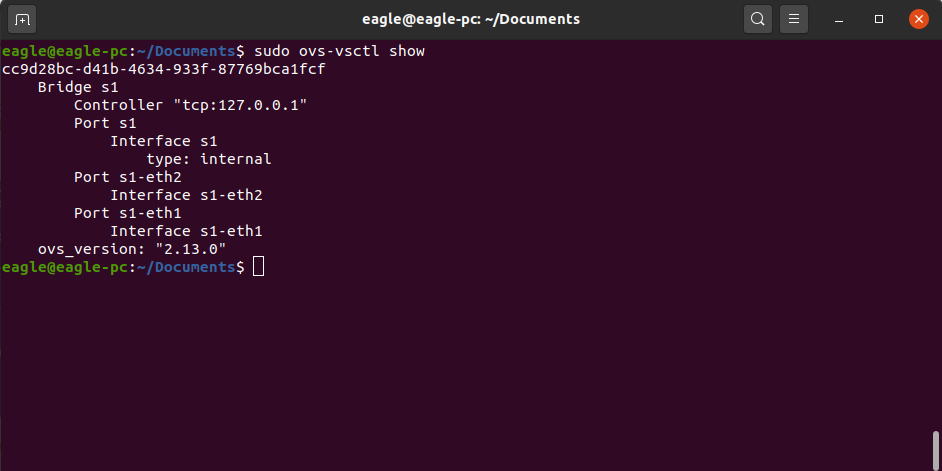 eagle@eagle-pc: ~/Documents
eagle@eagle-pc:~/Documents$ sudo ovs-vsctl show
cc9d28bc-d41b-4634-933f-87769bca1fcf
    Bridge s1
        Controller "tcp:127.0.0.1"
        Port s1
            Interface s1
                type: internal
        Port s1-eth2
            Interface s1-eth2
        Port s1-eth1
            Interface s1-eth1
    ovs_version: "2.13.0"
eagle@eagle-pc:~/Documents$